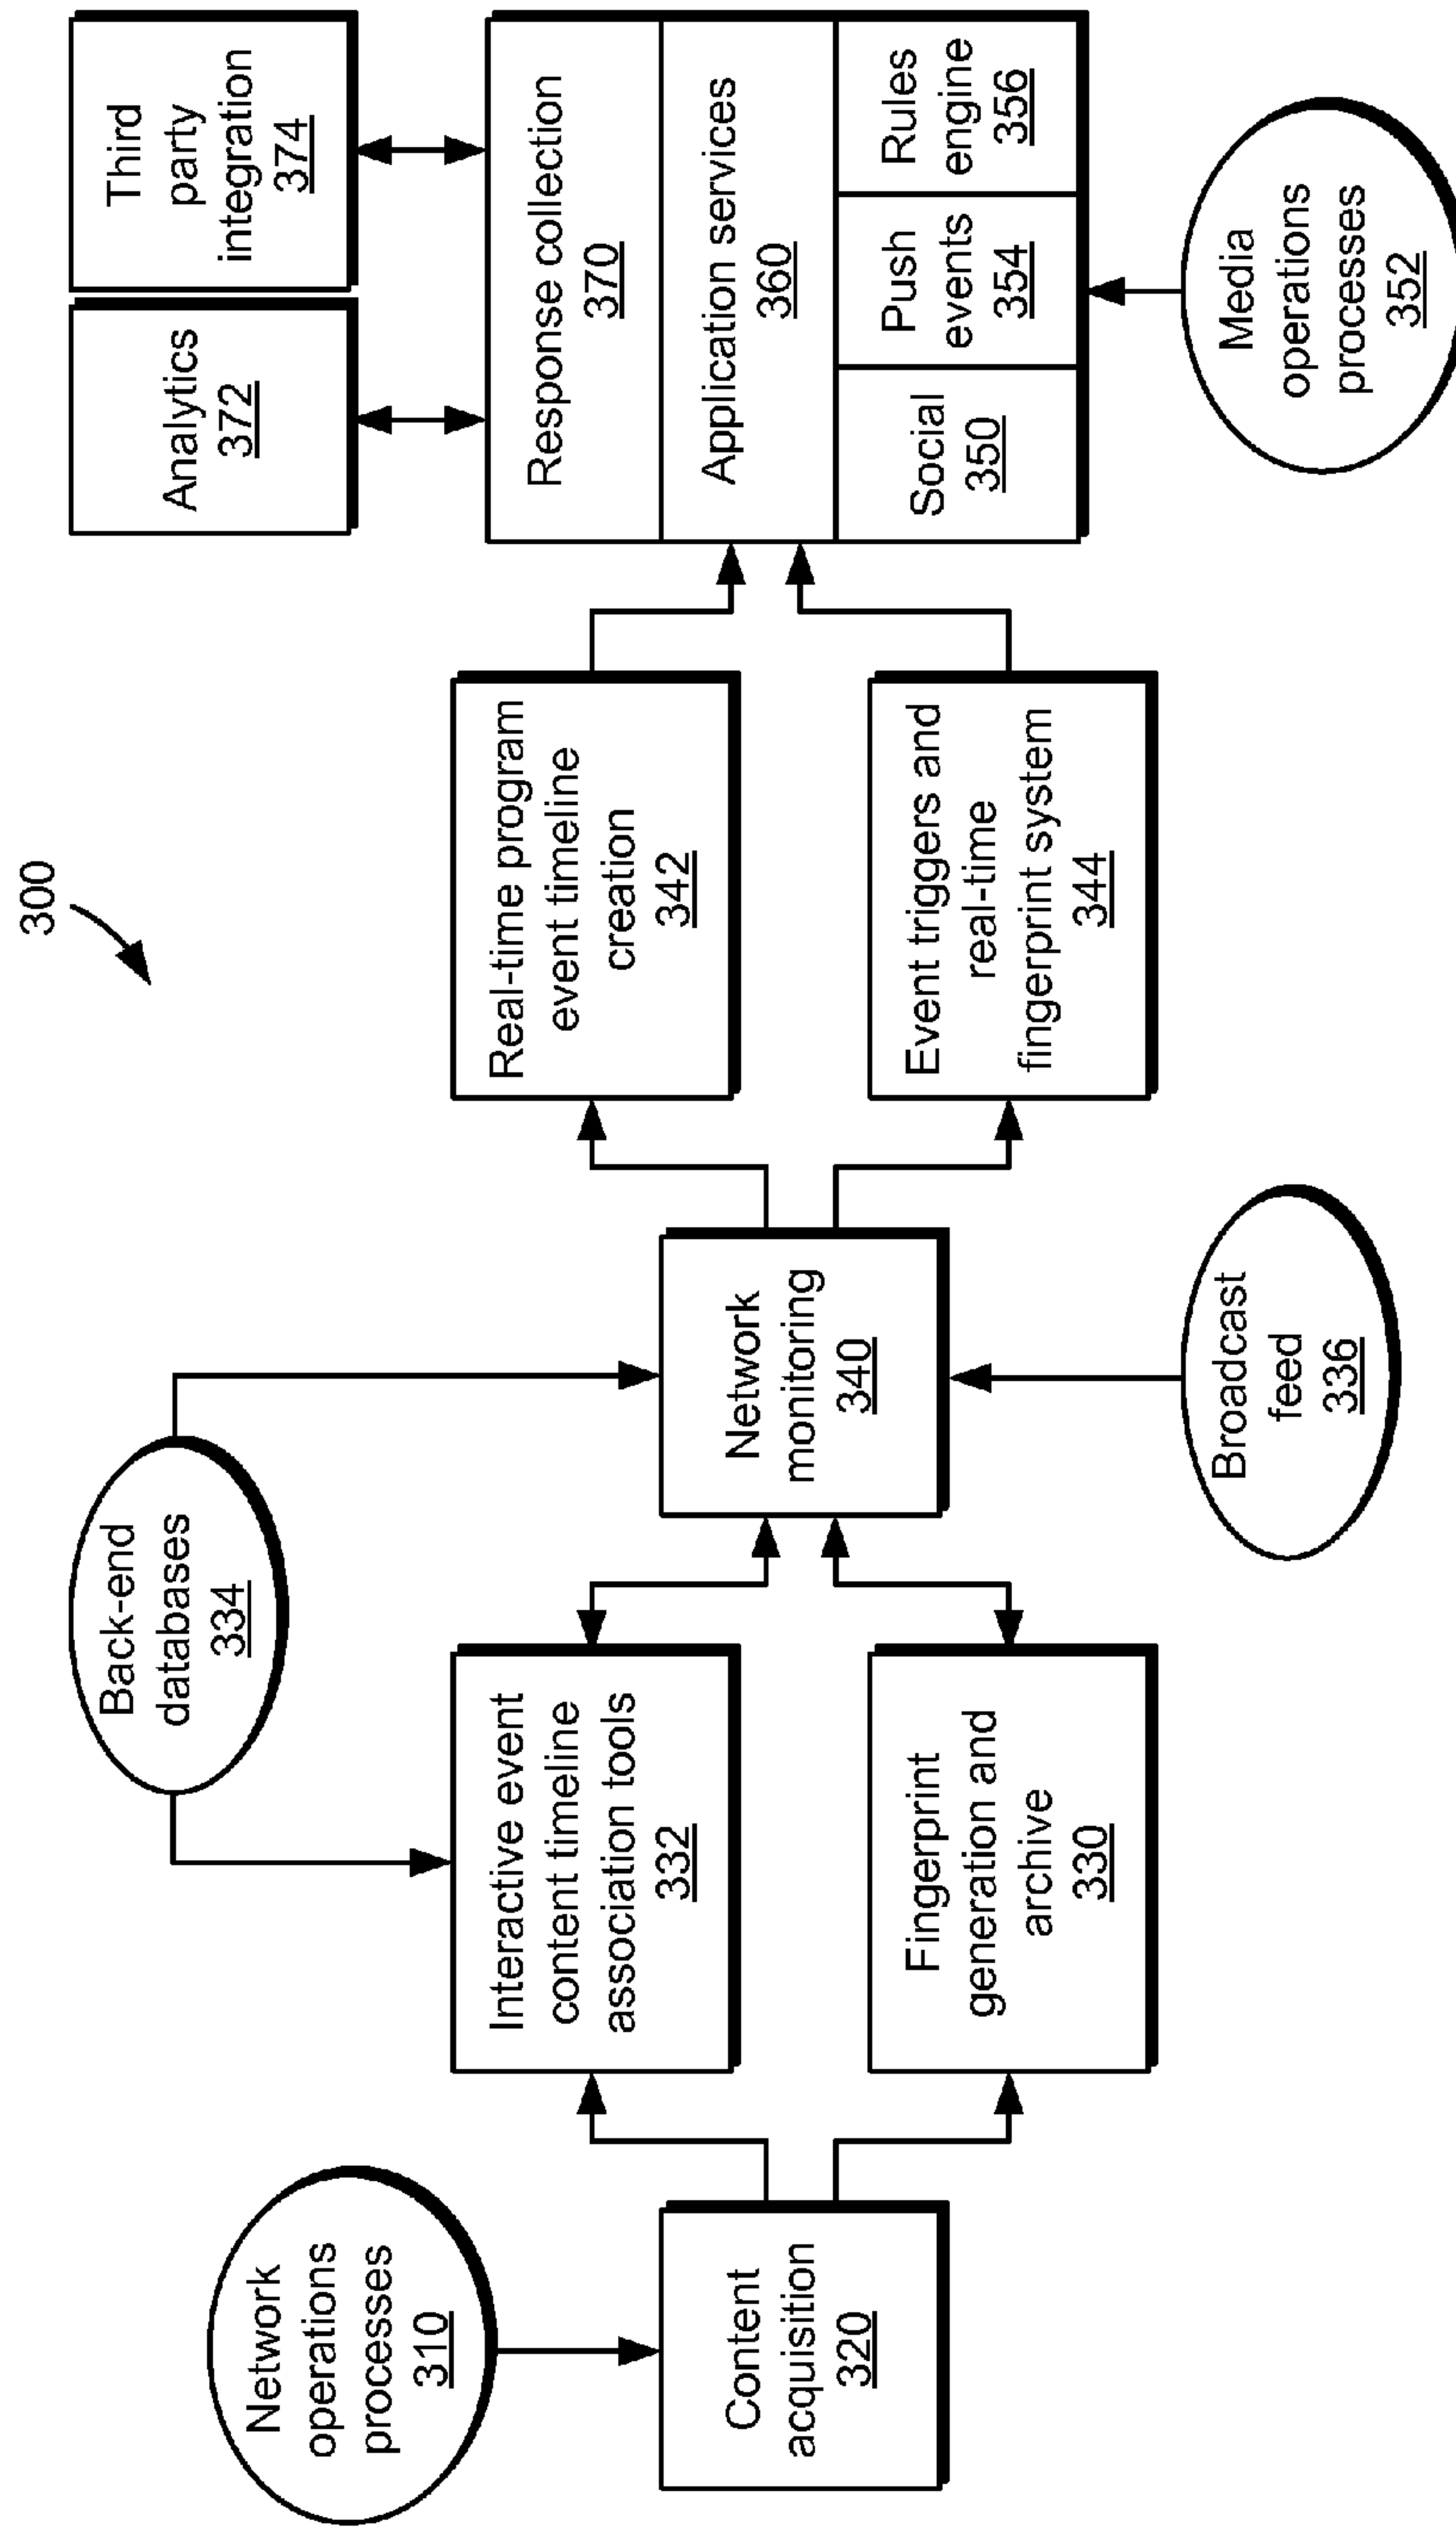 300
Network
operations
processes
310
Content
acquisition
320
Back-end
databases
334
Interactive event
content timeline
association tools
332
Fingerprint
generation and
archive
330
Network
monitoring
340
Broadcast
feed
336
Real-time program
event timeline
creation
342
Event triggers and
real-time
fingerprint system
344
Analytics
372
Third
party
integration
374
Response collection
370
Application services
360
Social
350
Push
events
354
Rules
engine
356
Media
operations
processes
352